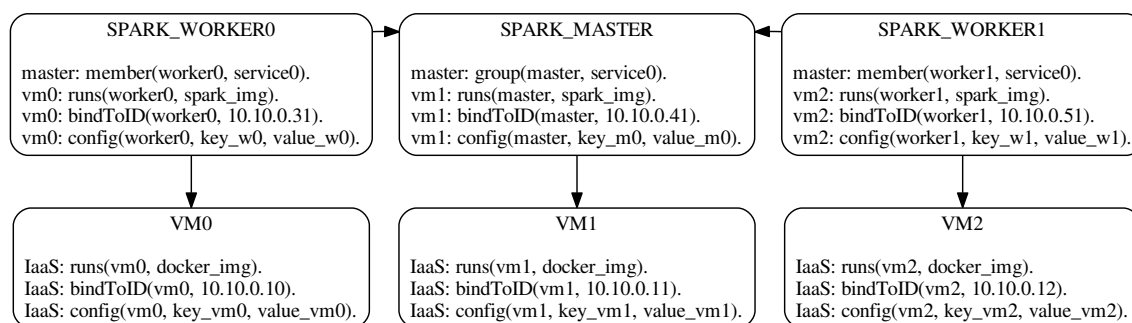 SPARK_WORKER0
master: member(worker0, service0).
vm0: runs(worker0, spark_img).
vm0: bindToID(worker0, 10.10.0.31).
vm0: config(worker0, key_w0, value_w0).
SPARK_MASTER
master: group(master, service0).
vm1: runs(master, spark_img).
vm1: bindToID(master, 10.10.0.41).
vm1: config(master, key_m0, value_m0).
SPARK_WORKER1
master: member(worker1, service0).
vm2: runs(worker1, spark_img).
vm2: bindToID(worker1, 10.10.0.51).
vm2: config(worker1, key_w1, value_w1).
VM0
IaaS: runs(vm0, docker_img).
IaaS: bindToID(vm0, 10.10.0.10).
IaaS: config(vm0, key_vm0, value_vm0).
VM1
IaaS: runs(vm1, docker_img).
IaaS: bindToID(vm1, 10.10.0.11).
IaaS: config(vm1, key_vm1, value_vm1).
VM2
IaaS: runs(vm2, docker_img).
IaaS: bindToID(vm2, 10.10.0.12).
IaaS: config(vm2, key_vm2, value_vm2).